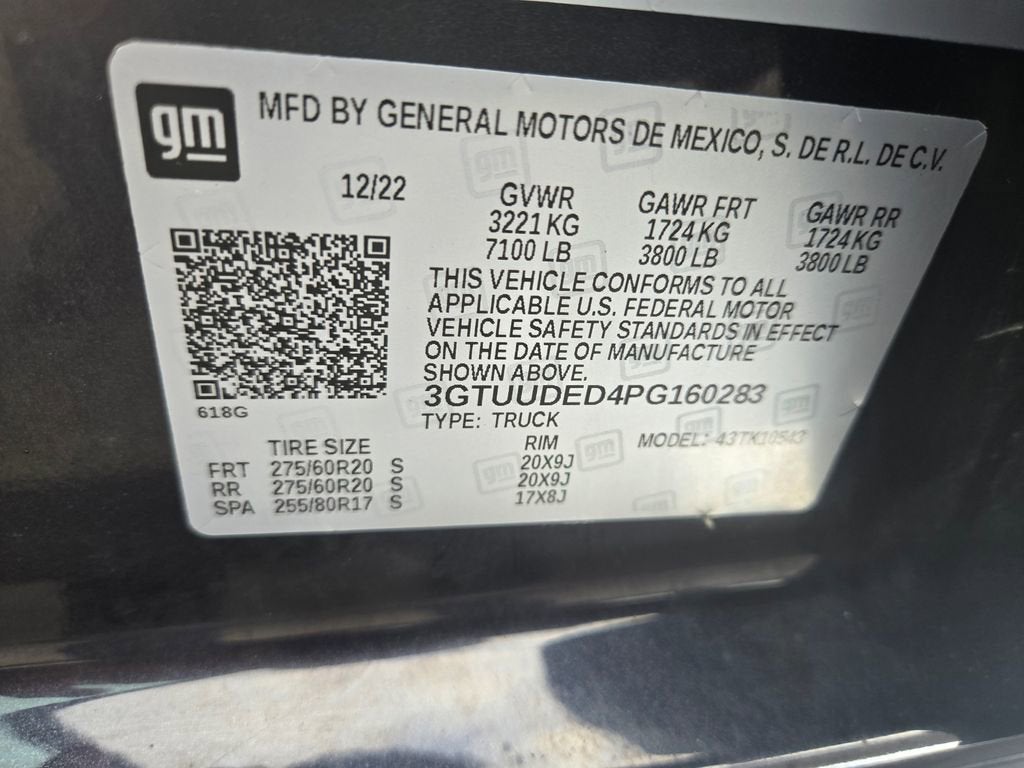 gm
MFD BY GENERAL MOTORS DE MEXICO, S. DE R.L. DE C.V.
12/22 GVWR GAWR FRT GAWR RR
3221 KG 1724 KG 1724 KG
7100 LB 3800 LB 3800 LB
THIS VEHICLE CONFORMS TO ALL
APPLICABLE U.S. FEDERAL MOTOR
VEHICLE SAFETY STANDARDS IN EFFECT
ON THE DATE OF MANUFACTURE
SHOWN ABOVE.
618G
3GTUUDED4PG160283
TYPE: TRUCK
TIRE SIZE RIM MODEL: 43TK10543
FRT 275/60R20 S 20X9J
RR 275/60R20 S 20X9J
SPA 255/80R17 S 17X8J